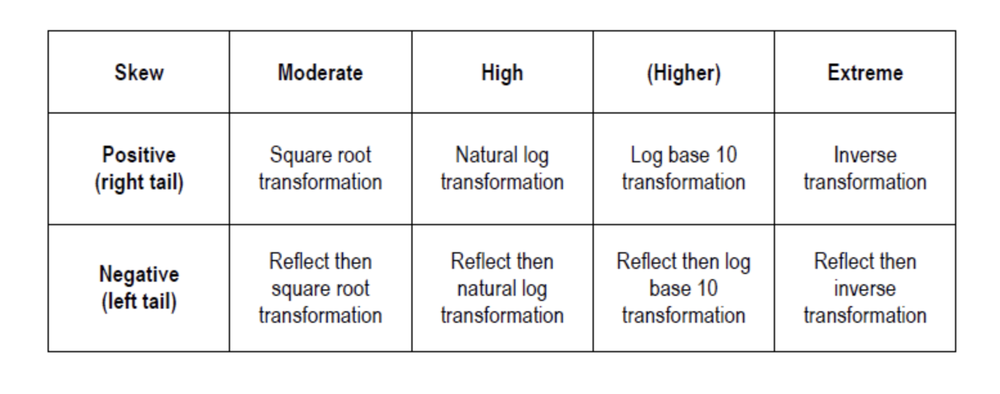 Skew
Moderate
High
(Higher)
Extreme
Positive
(right tail)
Square root
transformation
Natural log
transformation
Log base 10
transformation
Inverse
transformation
Negative
(left tail)
Reflect then
square root
transformation
Reflect then
natural log
transformation
Reflect then log
base 10
transformation
Reflect then
inverse
transformation